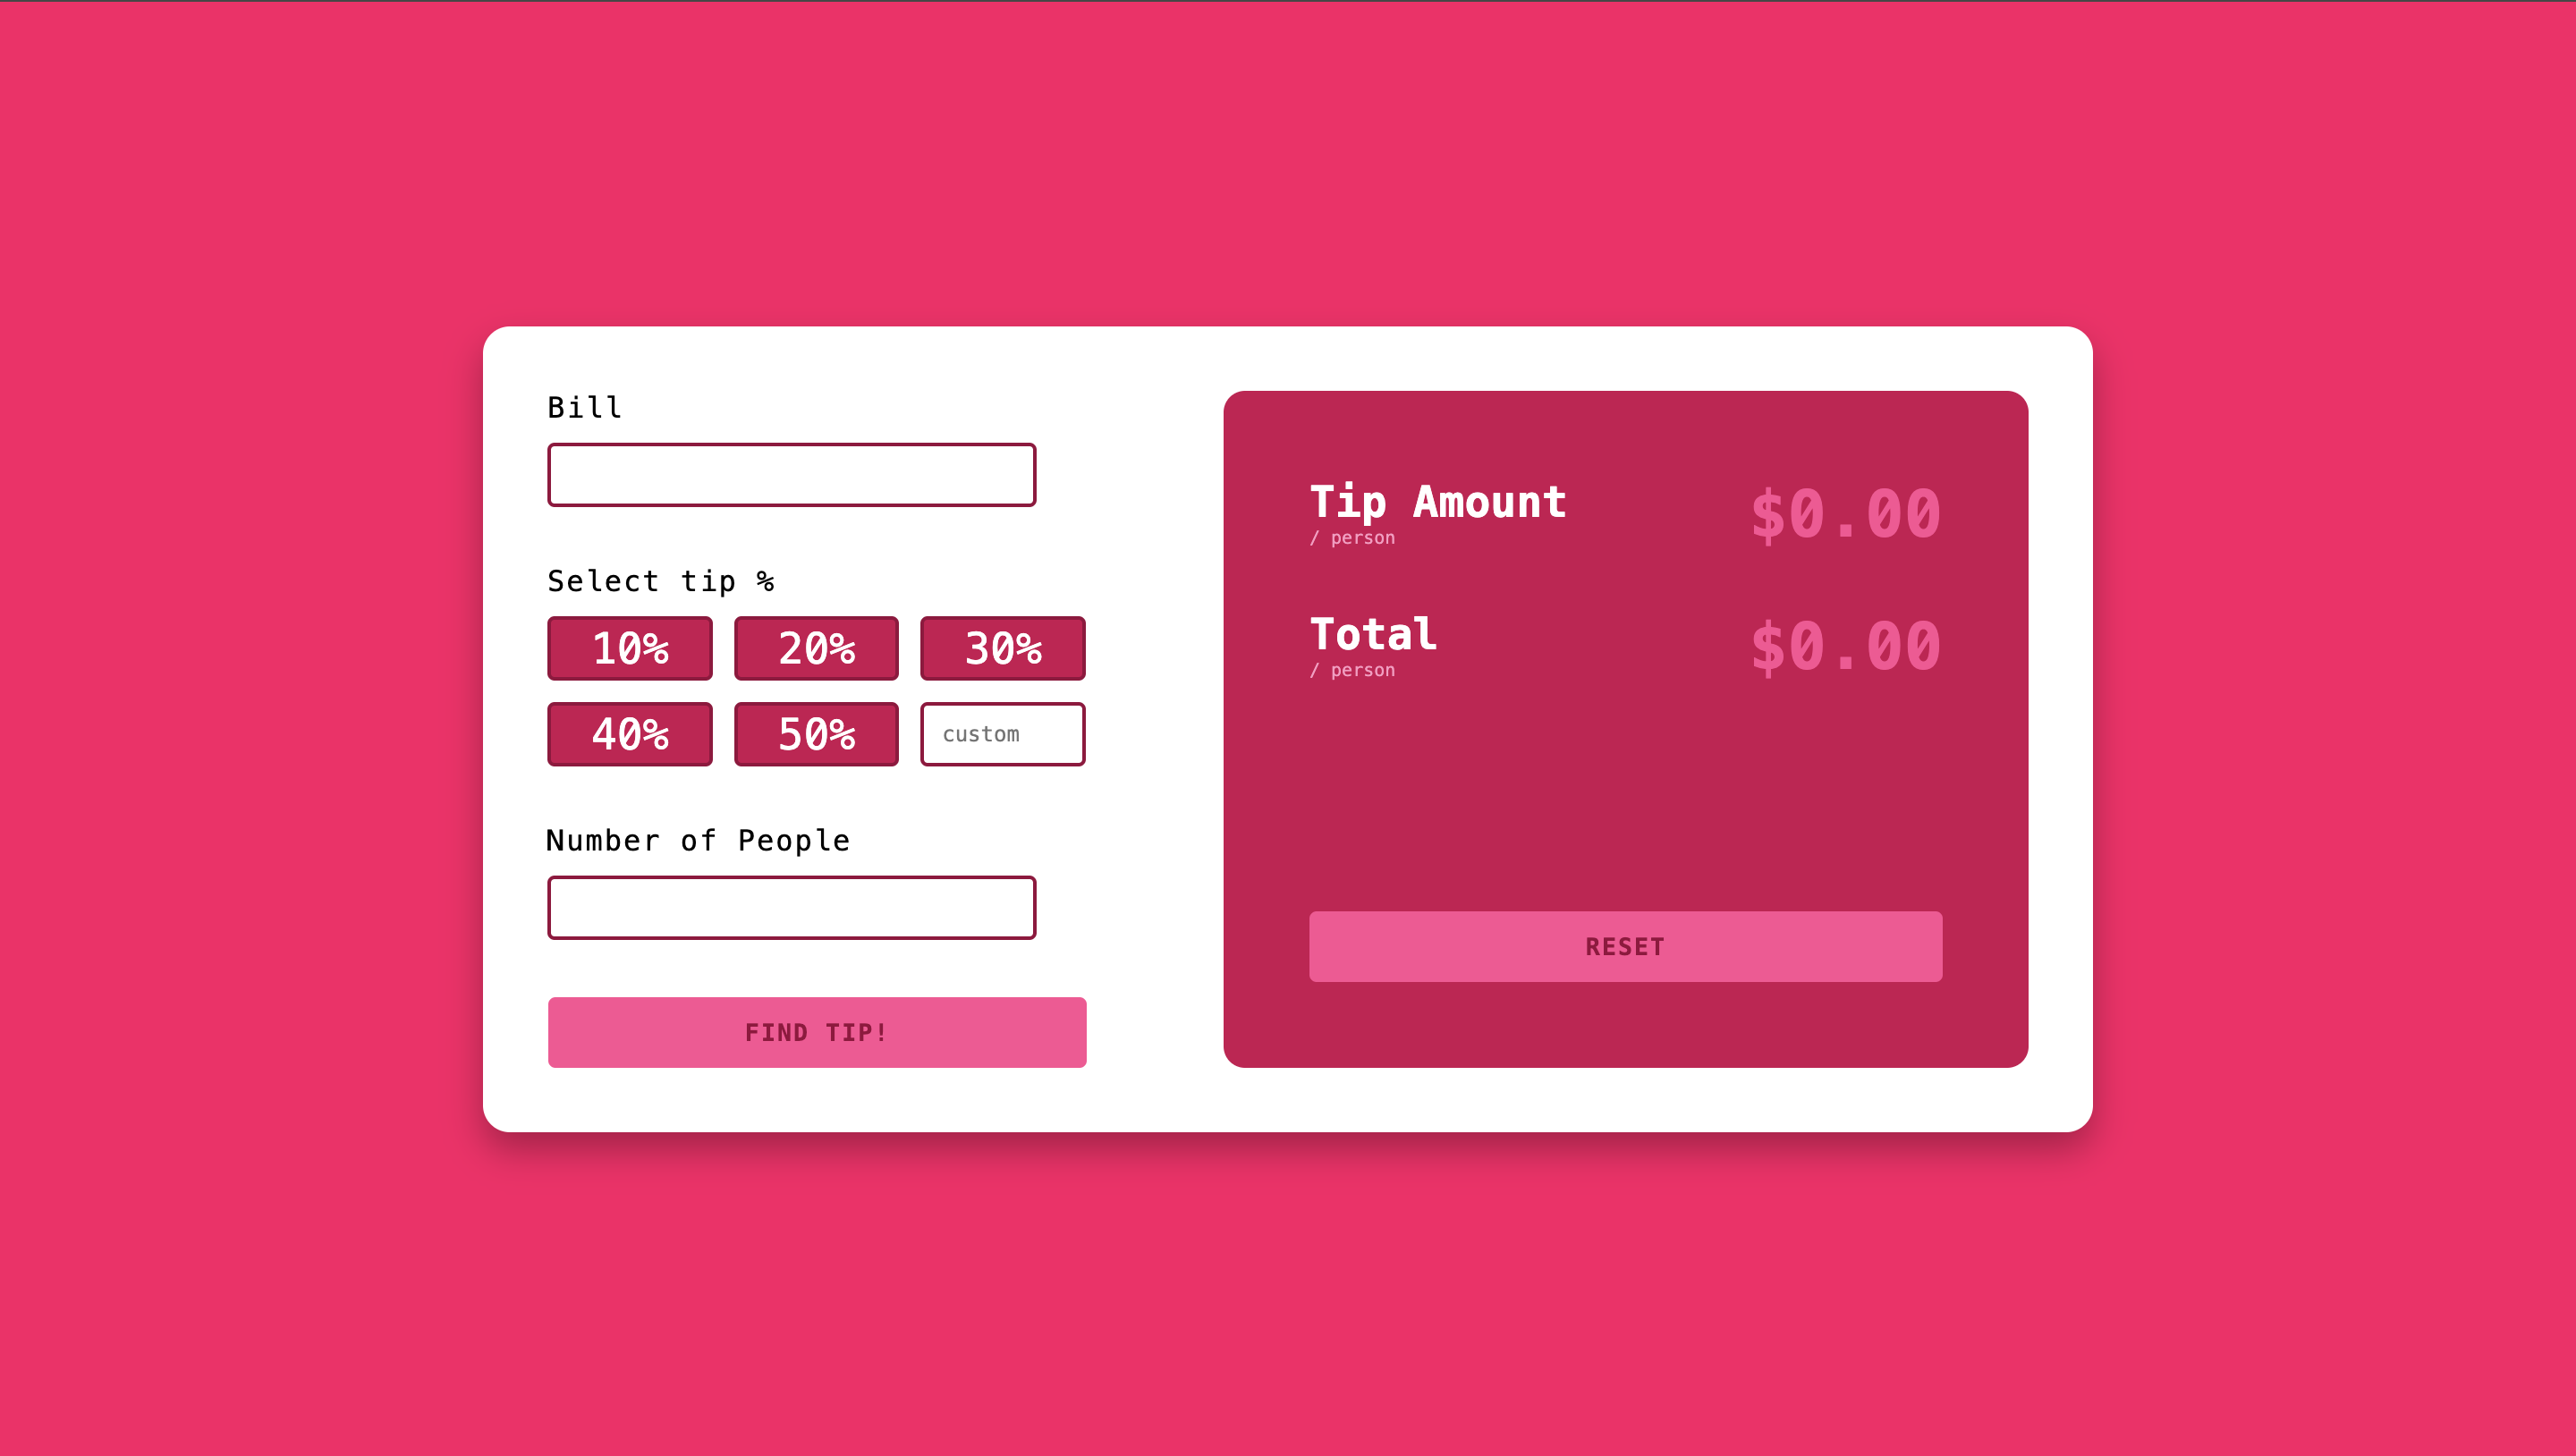 Bill
Select tip %
10% 20% 30%
40% 50% custom
Number of People
FIND TIP!
Tip Amount $0.00
/ person
Total $0.00
/ person
RESET